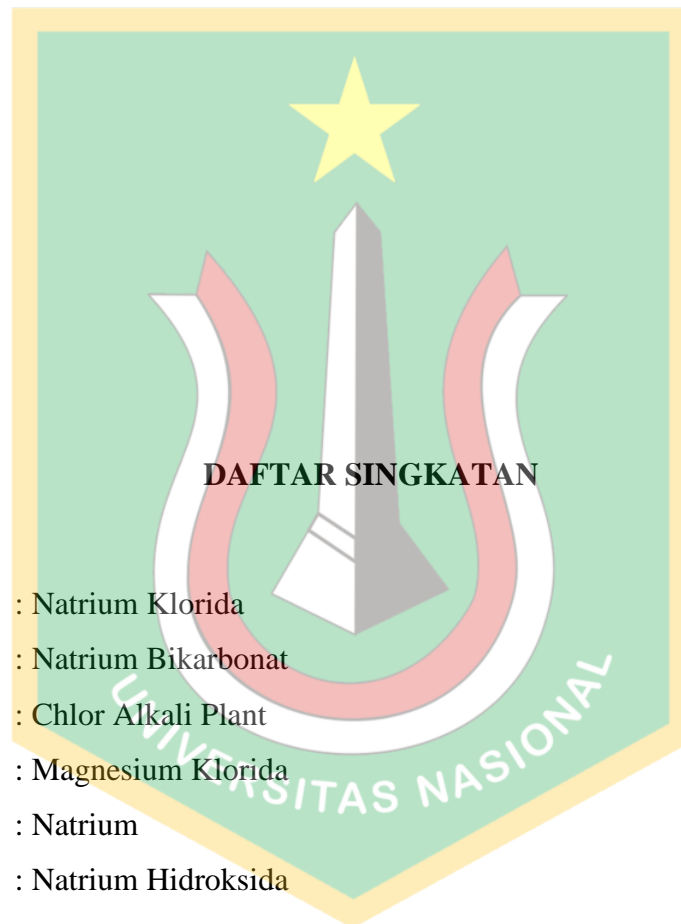 DAFTAR SINGKATAN
: Natrium Klorida
: Natrium Bikarbonat
: Chlor Alkali Plant
: Magnesium Klorida
: Natrium
: Natrium Hidroksida
UNIVERSITAS NASIONAL